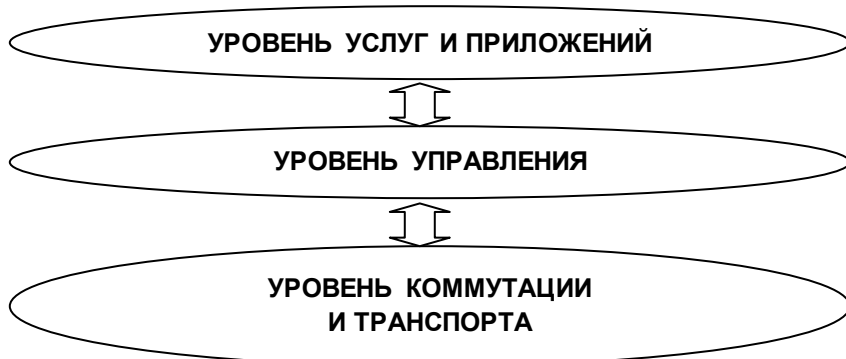 УРОВЕНЬ УСЛУГ И ПРИЛОЖЕНИЙ
УРОВЕНЬ УПРАВЛЕНИЯ
УРОВЕНЬ КОММУТАЦИИ
И ТРАНСПОРТА